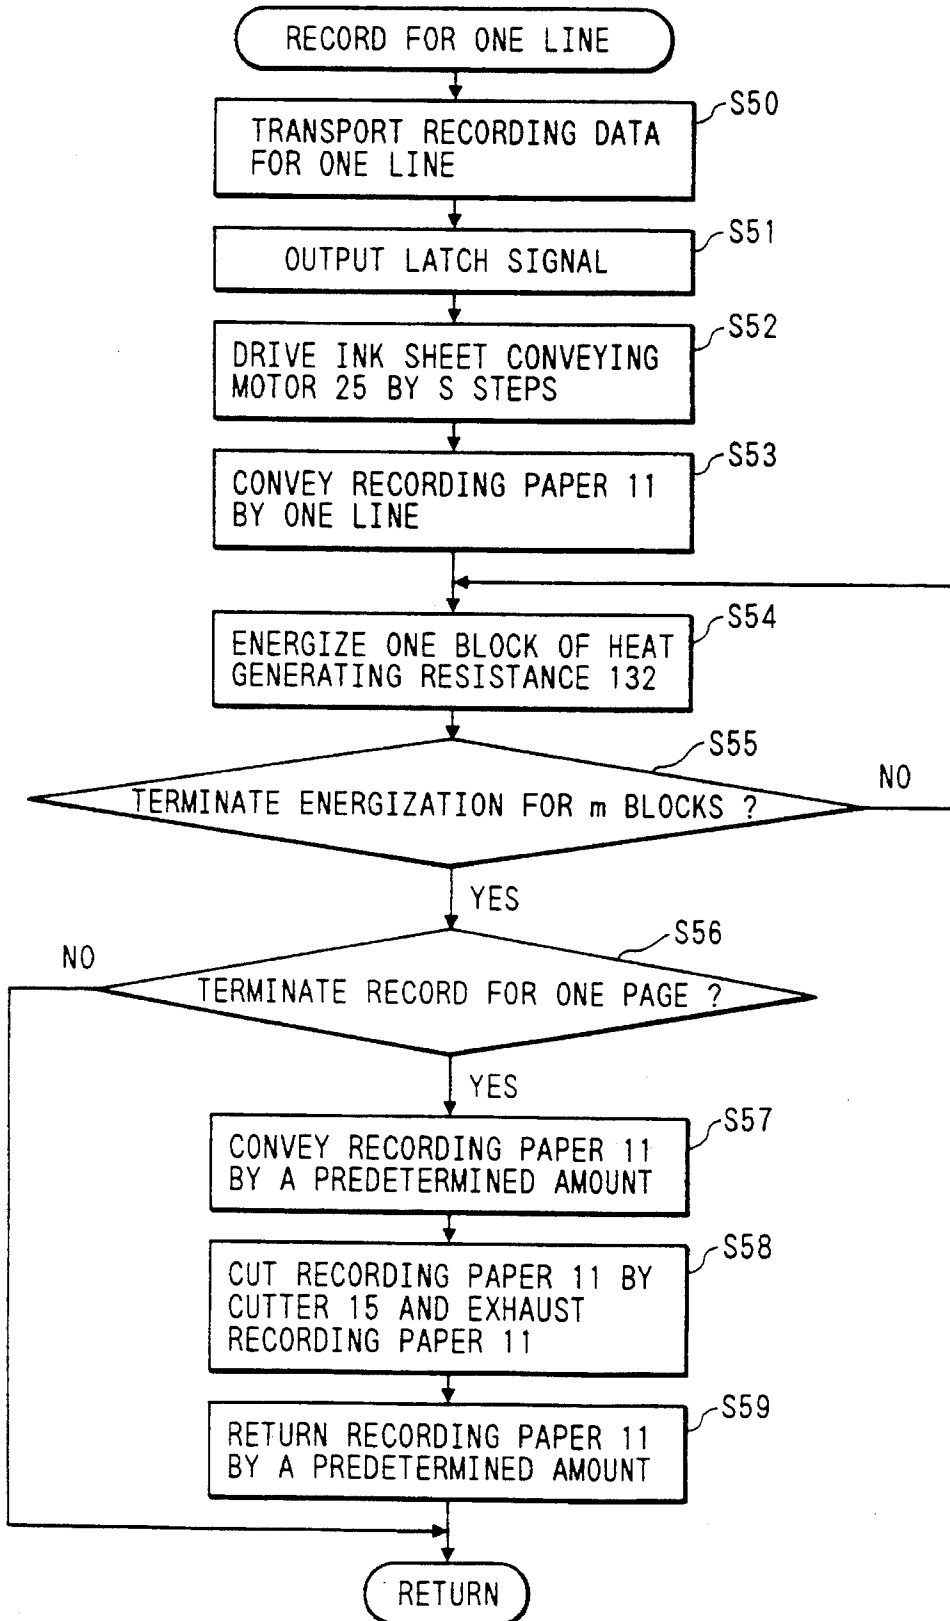 RECORD FOR ONE LINE
S50
TRANSPORT RECORDING DATA
FOR ONE LINE
S51
OUTPUT LATCH SIGNAL
S52
DRIVE INK SHEET CONVEYING
MOTOR 25 BY S STEPS
S53
CONVEY RECORDING PAPER 11
BY ONE LINE
S54
ENERGIZE ONE BLOCK OF HEAT
GENERATING RESISTANCE 132
S55
NO
TERMINATE ENERGIZATION FOR m BLOCKS ?
YES
S56
NO
TERMINATE RECORD FOR ONE PAGE ?
YES
S57
CONVEY RECORDING PAPER 11
BY A PREDETERMINED AMOUNT
S58
CUT RECORDING PAPER 11 BY
CUTTER 15 AND EXHAUST
RECORDING PAPER 11
S59
RETURN RECORDING PAPER 11
BY A PREDETERMINED AMOUNT
RETURN